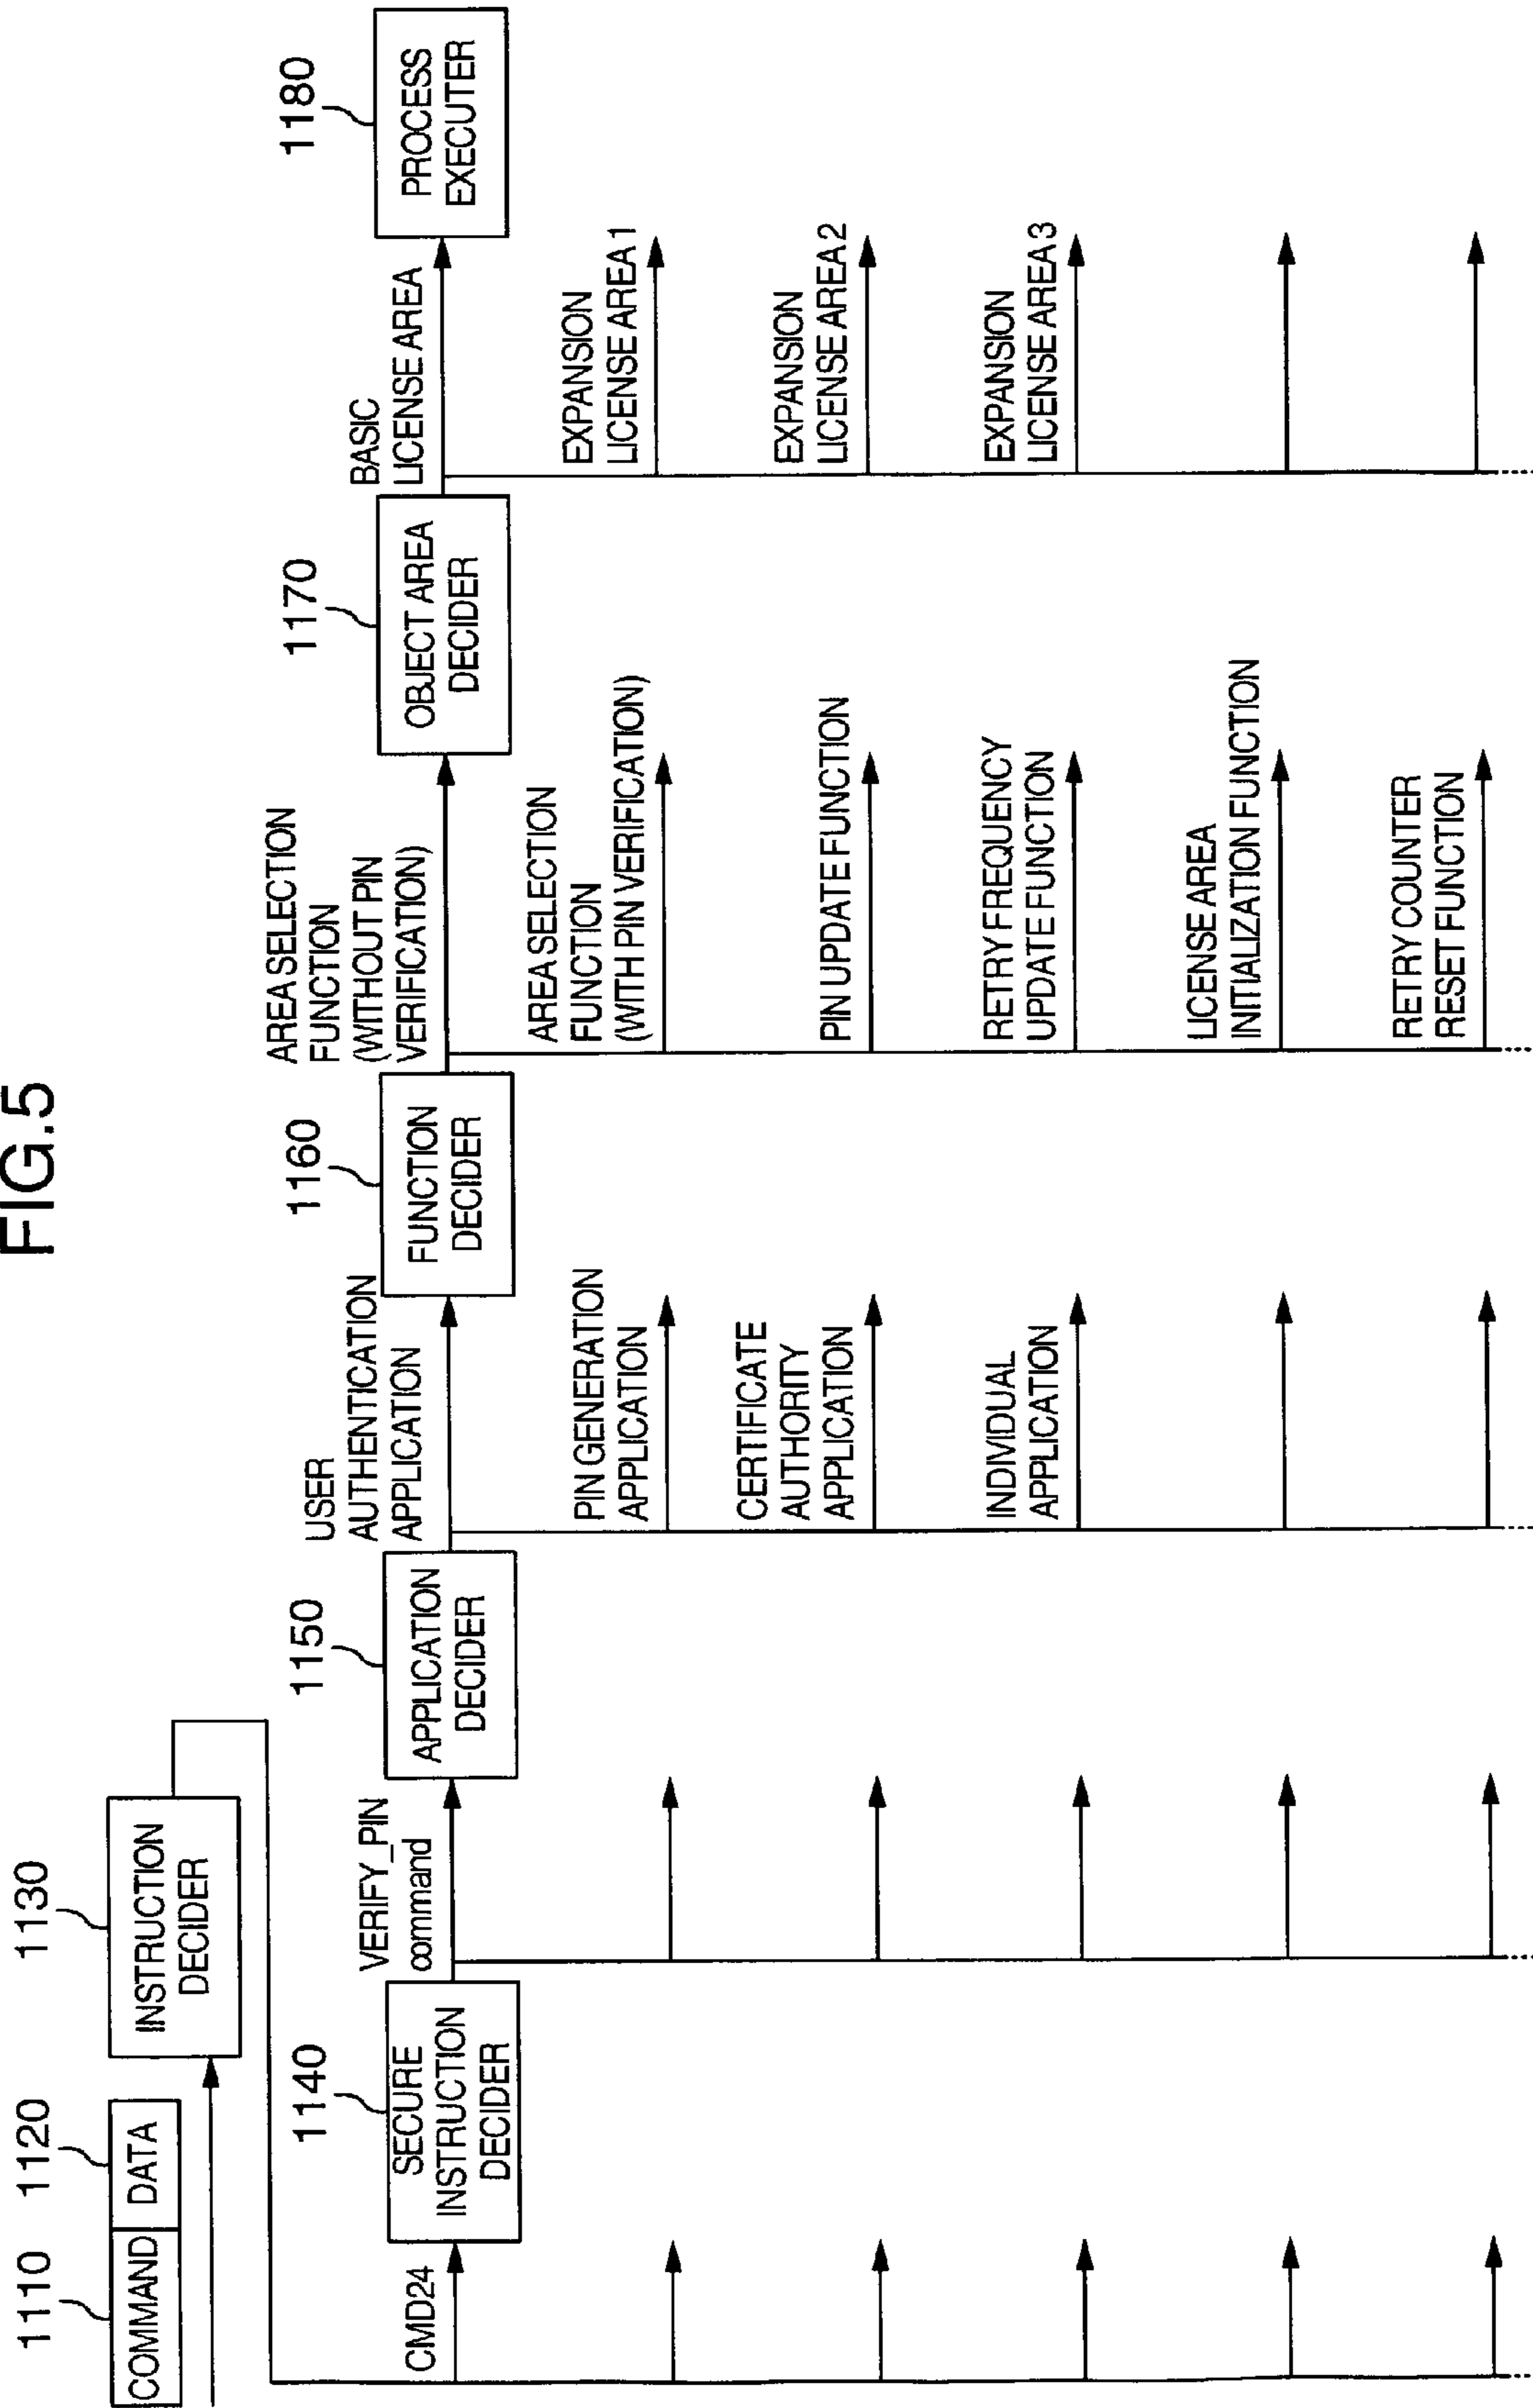 FIG.5
1110
1120
COMMAND
DATA
1130
INSTRUCTION
DECIDER
CMD24
1140
SECURE
INSTRUCTION
DECIDER
VERIFY_PIN
command
1150
APPLICATION
DECIDER
USER
AUTHENTICATION
APPLICATION
PIN GENERATION
APPLICATION
CERTIFICATE
AUTHORITY
APPLICATION
INDIVIDUAL
APPLICATION
1160
FUNCTION
DECIDER
AREA SELECTION
FUNCTION
(WITHOUT PIN
VERIFICATION)
AREA SELECTION
FUNCTION
(WITH PIN VERIFICATION)
PIN UPDATE FUNCTION
RETRY FREQUENCY
UPDATE FUNCTION
LICENSE AREA
INITIALIZATION FUNCTION
RETRY COUNTER
RESET FUNCTION
1170
OBJECT AREA
DECIDER
BASIC
LICENSE AREA
EXPANSION
LICENSE AREA 1
EXPANSION
LICENSE AREA 2
EXPANSION
LICENSE AREA 3
1180
PROCESS
EXECUTER